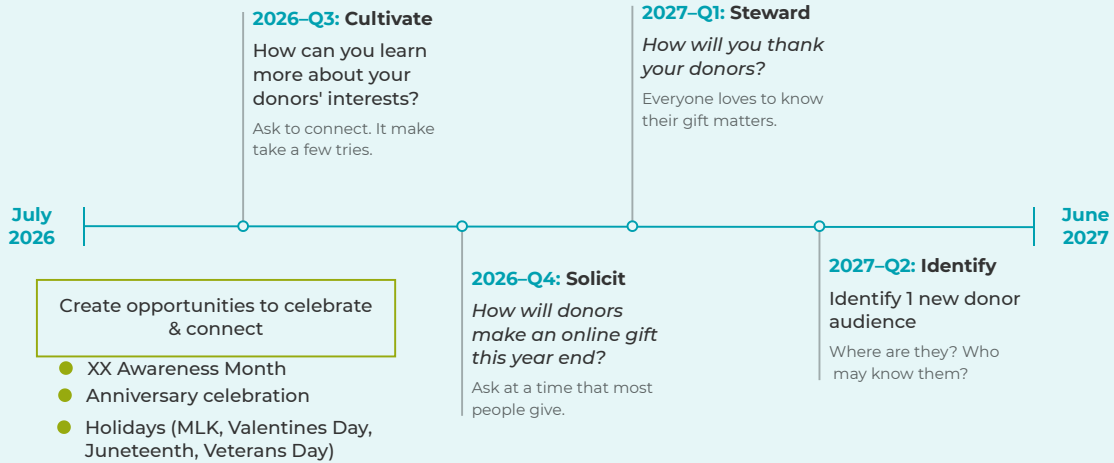 2026–Q3: Cultivate
How can you learn
more about your
donors' interests?
Ask to connect. It make
take a few tries.
2027–Q1: Steward
How will you thank
your donors?
Everyone loves to know
their gift matters.
July
2026
June
2027
2026–Q4: Solicit
How will donors
make an online gift
this year end?
Ask at a time that most
people give.
2027–Q2: Identify
Identify 1 new donor
audience
Where are they? Who
may know them?
Create opportunities to celebrate
& connect
XX Awareness Month
Anniversary celebration
Holidays (MLK, Valentines Day,
Juneteenth, Veterans Day)